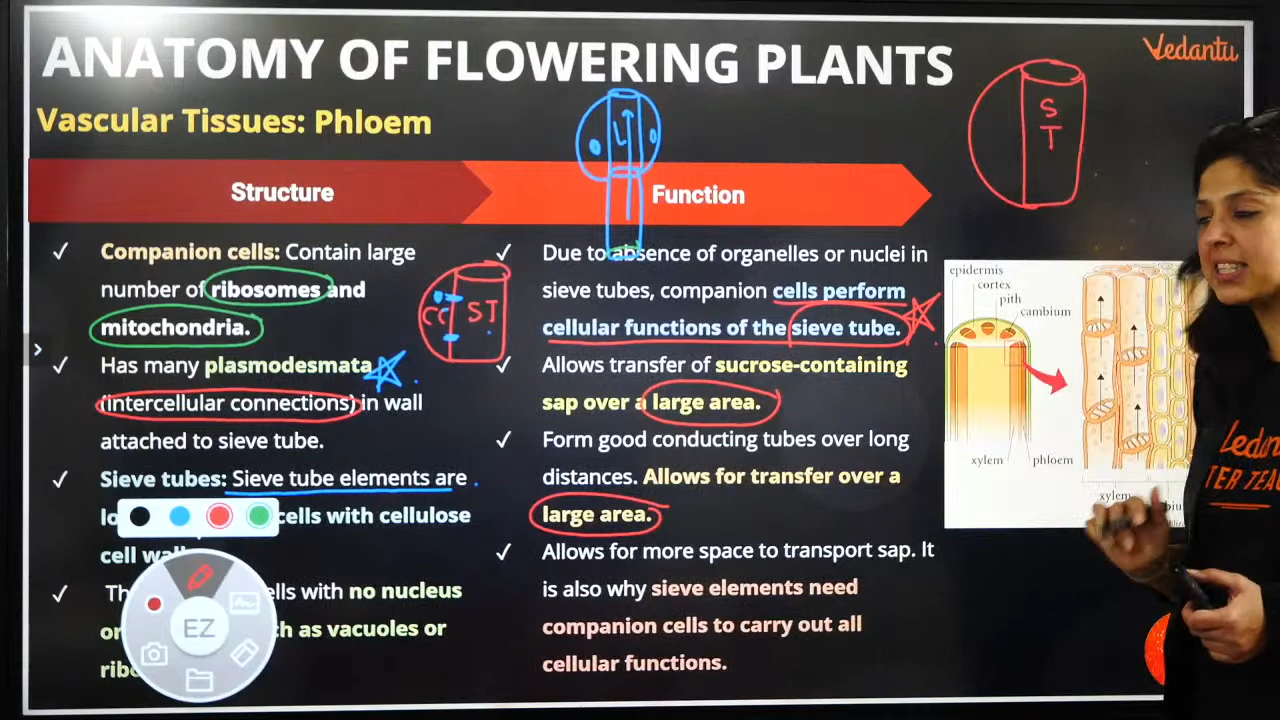 ANATOMY OF FLOWERING PLANTS
Vedantu
Vascular Tissues: Phloem
S
T
L
Structure
Function
✓ Companion cells: Contain large
number of ribosomes and
mitochondria.
✓ Has many plasmodesmata
(intercellular connections) in wall
attached to sieve tube.
✓ Sieve tubes: Sieve tube elements are
lo cells with cellulose
cell wal
✓ Th ells with no nucleus
or h as vacuoles or
ribo
CC ST
✓ Due to absence of organelles or nuclei in
sieve tubes, companion cells perform
cellular functions of the sieve tube.
✓ Allows transfer of sucrose-containing
sap over a large area.
✓ Form good conducting tubes over long
distances. Allows for transfer over a
large area.
✓ Allows for more space to transport sap. It
is also why sieve elements need
companion cells to carry out all
cellular functions.
epidermis
cortex
pith
cambium
xylem
phloem
xylem
EZ